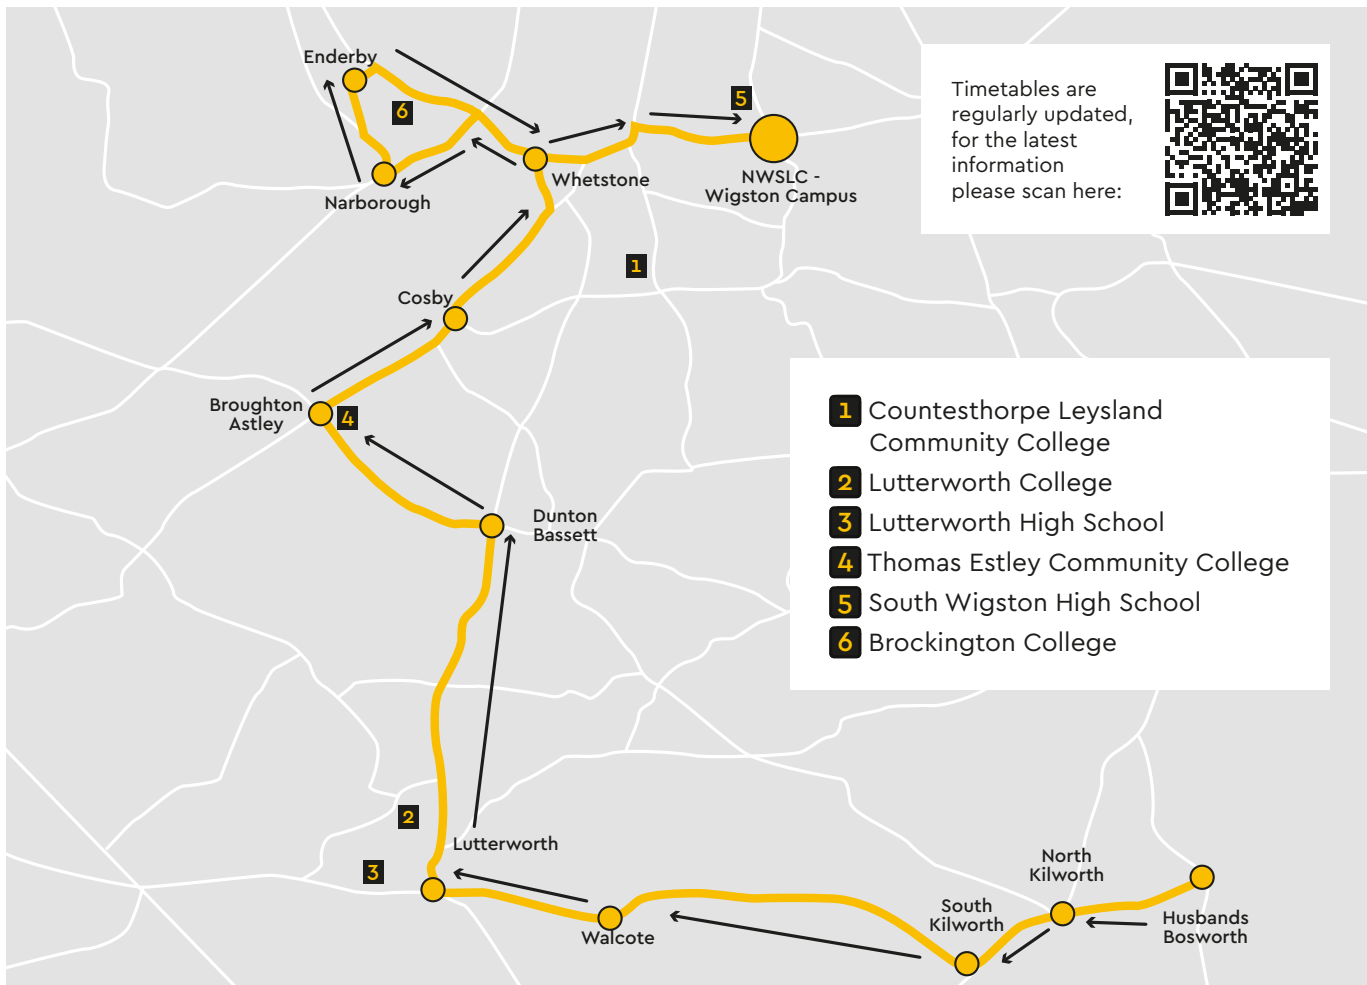 Enderby
6
5
Whetstone
NWSLC -
Wigston Campus
Narborough
1
Cosby
Broughton
Astley
4
Dunton
Bassett
2
Lutterworth
3
Walcote
South
Kilworth
North
Kilworth
Husbands
Bosworth
Timetables are
regularly updated,
for the latest
information
please scan here:
1 Countesthorpe Leysland
Community College
2 Lutterworth College
3 Lutterworth High School
4 Thomas Estley Community College
5 South Wigston High School
6 Brockington College